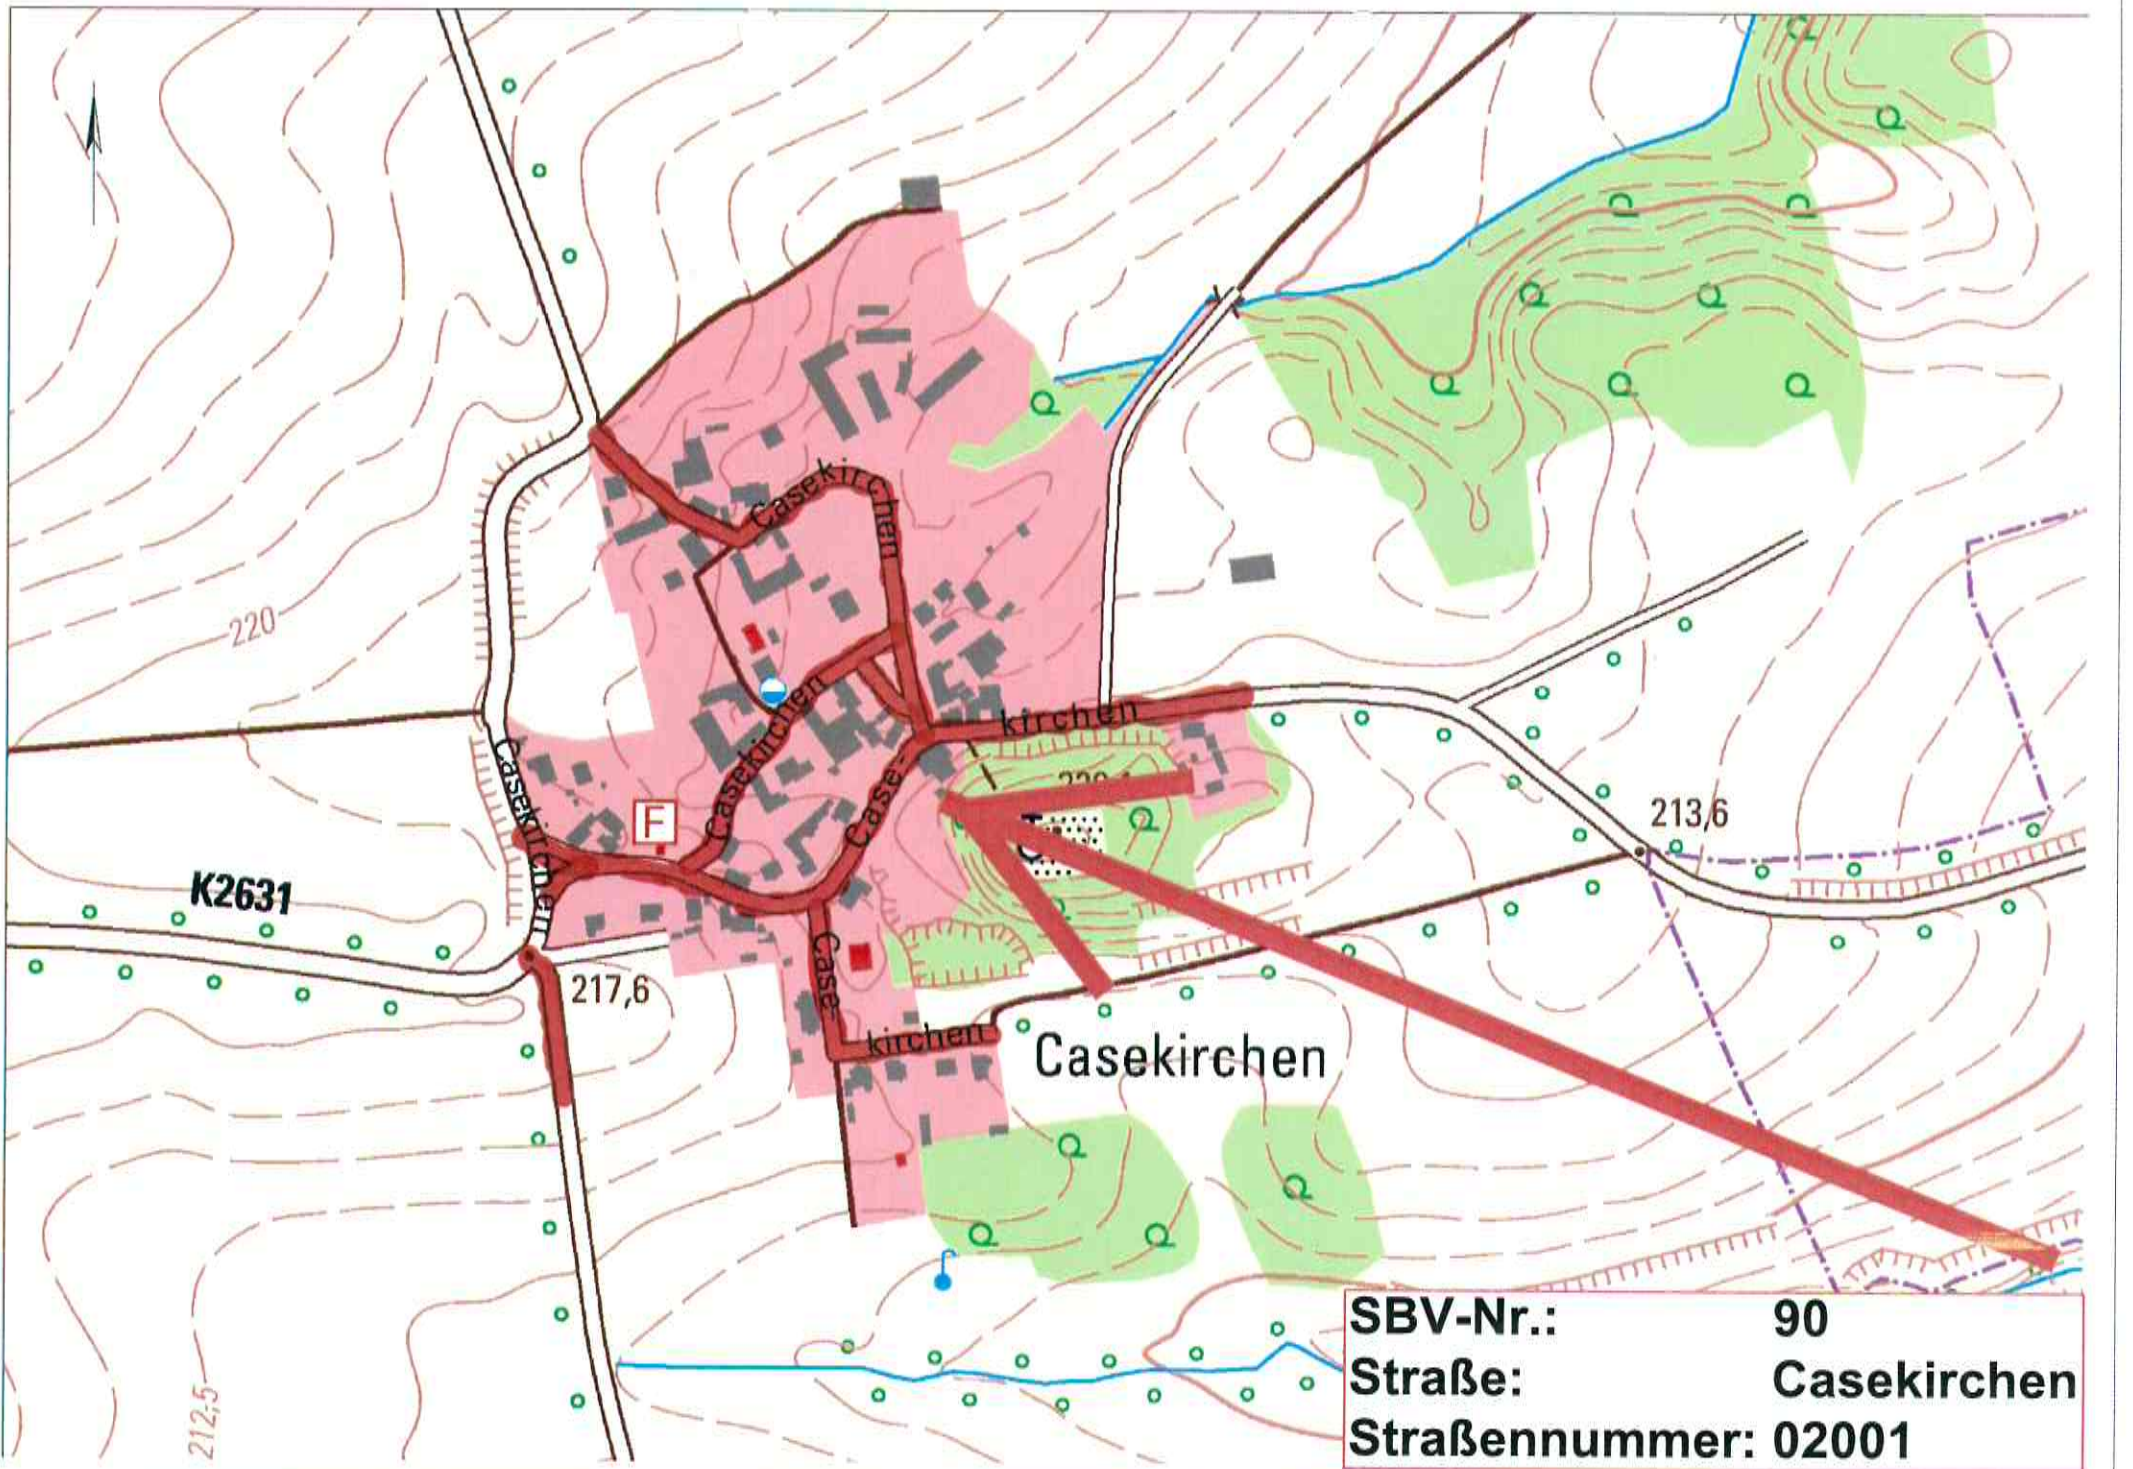 Casekirchen
220
kirchen
Casekirchen
Casekirchen
F
Case-
213,6
K2631
217,6
Case-
kirchen
Casekirchen
212,5
SBV-Nr.: 90
Straße: Casekirchen
Straßennummer: 02001